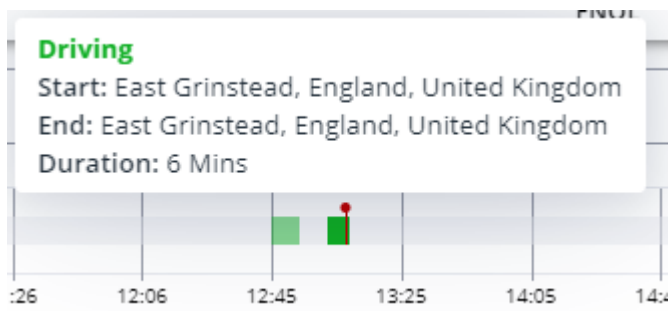 Driving
Start: East Grinstead, England, United Kingdom
End: East Grinstead, England, United Kingdom
Duration: 6 Mins
:26 12:06 12:45 13:25 14:05